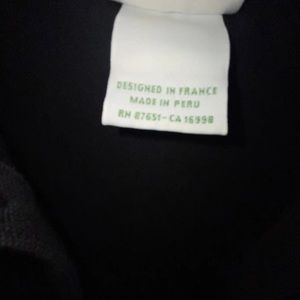 DESIGNED IN FRANCE
MADE IN PERU
RN 87651-CA 16998